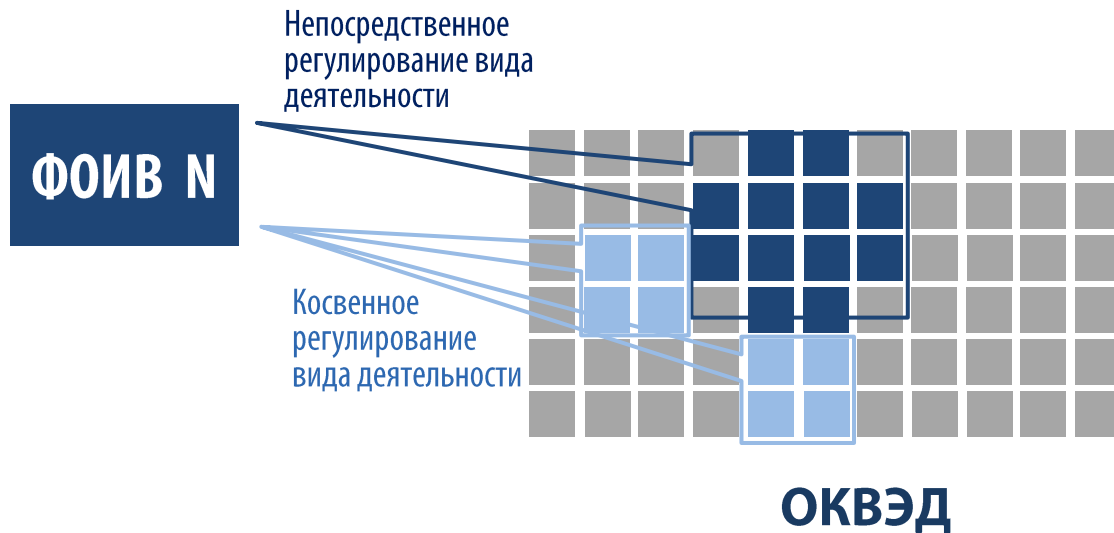 Непосредственное
регулирование вида
деятельности
ФОИВ N
Косвенное
регулирование
вида деятельности
ОКВЭД